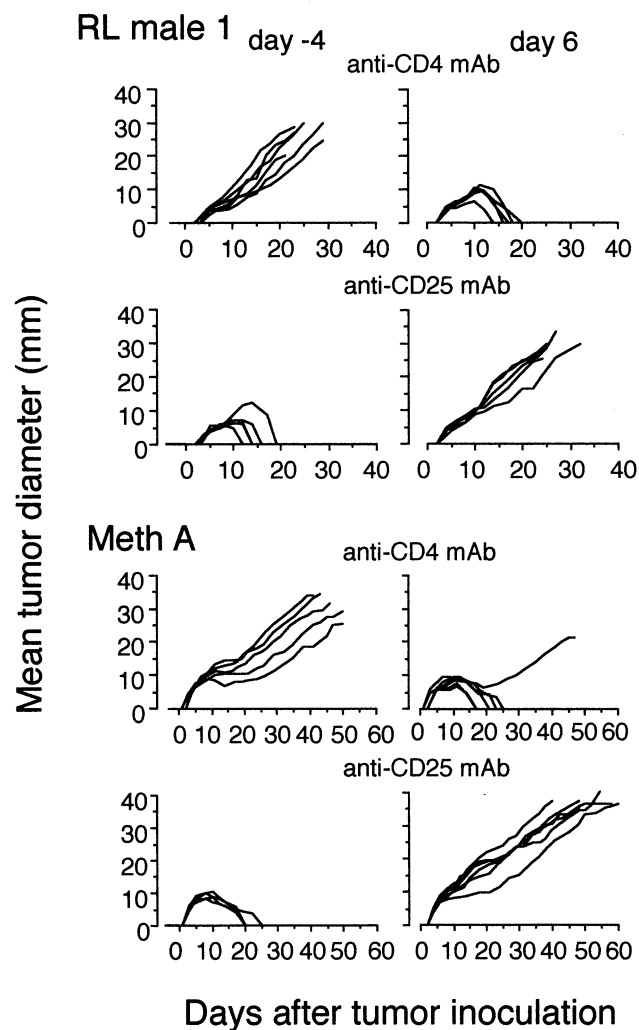 RL male 1
day -4
day 6
anti-CD4 mAb
40
30
20
10
0
0 10 20 30 40
0 10 20 30 40
anti-CD25 mAb
40
30
20
10
0
0 10 20 30 40
0 10 20 30 40
Mean tumor diameter (mm)
Meth A
anti-CD4 mAb
40
30
20
10
0
0 10 20 30 40 50 60
0 10 20 30 40 50 60
anti-CD25 mAb
40
30
20
10
0
0 10 20 30 40 50 60
0 10 20 30 40 50 60
Days after tumor inoculation